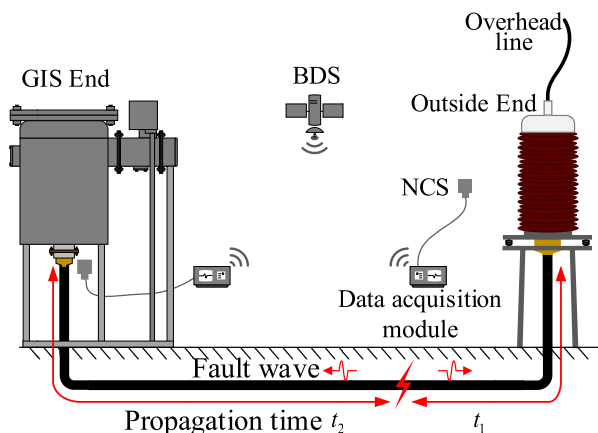 Overhead
line
GIS End
BDS
Outside End
NCS
Data acquisition
module
Fault wave
Propagation time t₂
t₁